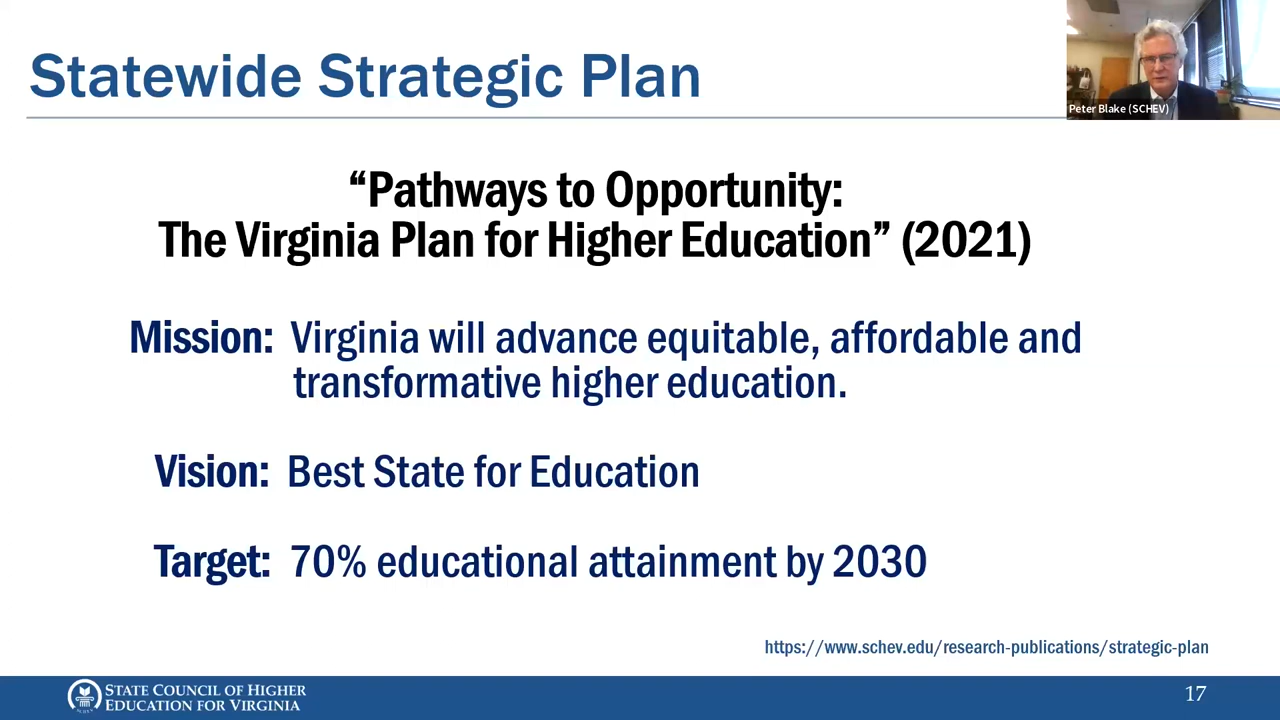 Statewide Strategic Plan
Peter Blake (SCHEV)
“Pathways to Opportunity:
The Virginia Plan for Higher Education” (2021)
Mission: Virginia will advance equitable, affordable and
transformative higher education.
Vision: Best State for Education
Target: 70% educational attainment by 2030
https://www.schev.edu/research-publications/strategic-plan
STATE COUNCIL OF HIGHER
EDUCATION FOR VIRGINIA
17